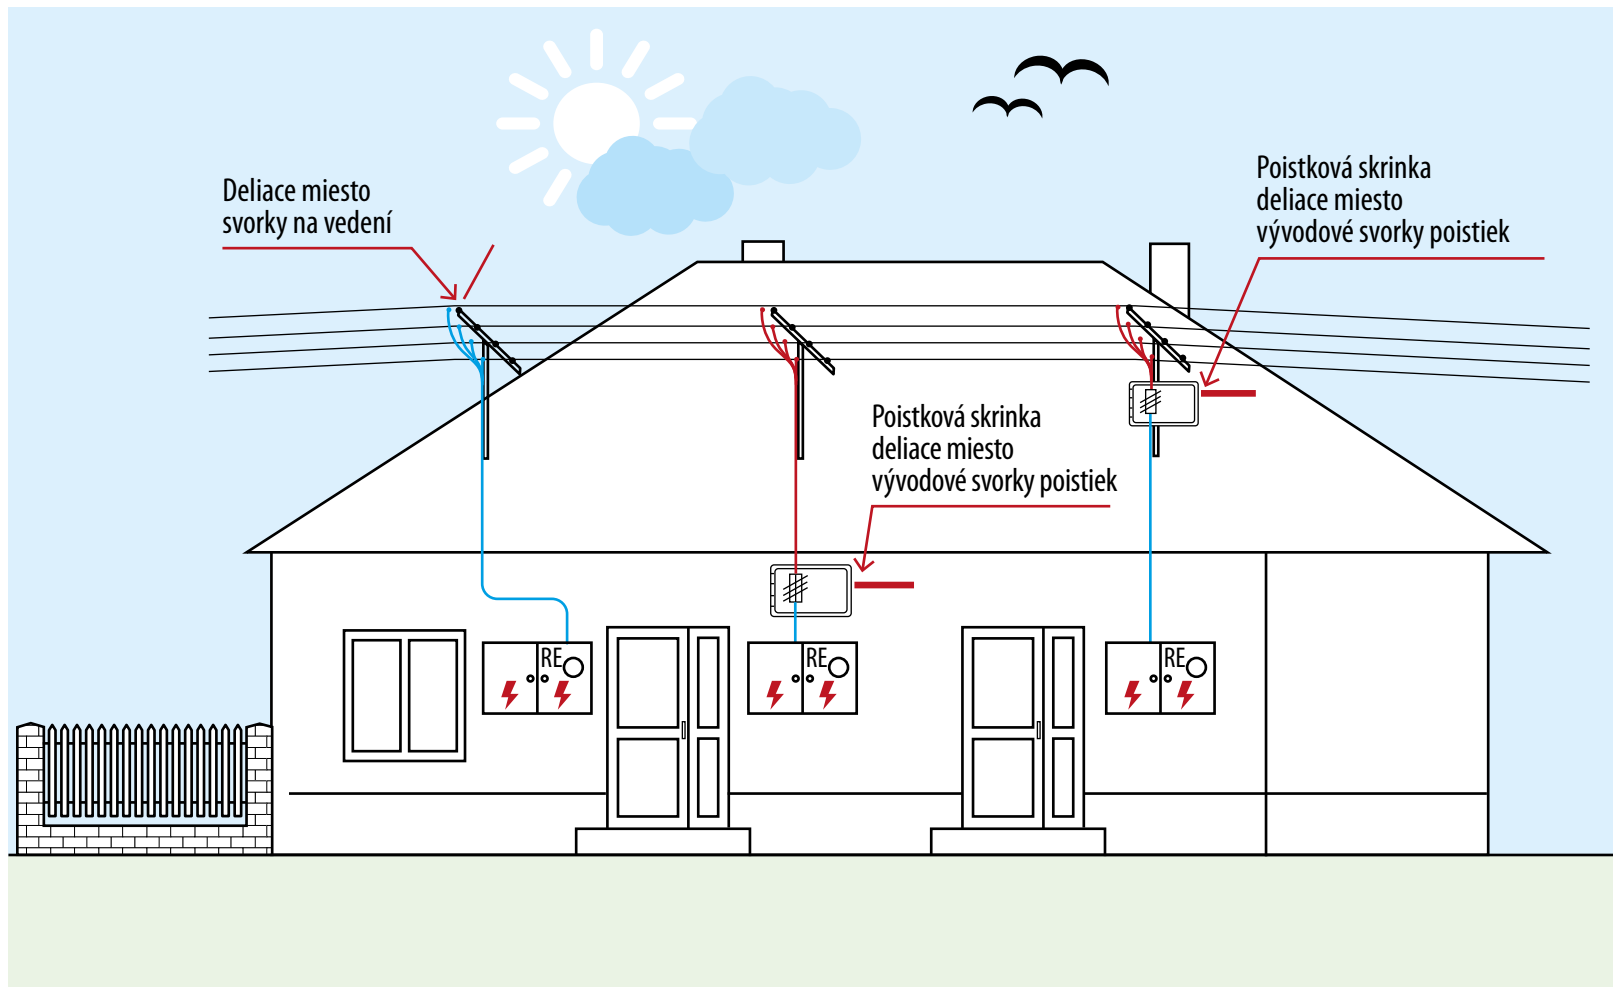 Deliace miesto
svorky na vedení
Poistková skrinka
deliace miesto
vývodové svorky poistiek
Poistková skrinka
deliace miesto
vývodové svorky poistiek
RE
RE
RE